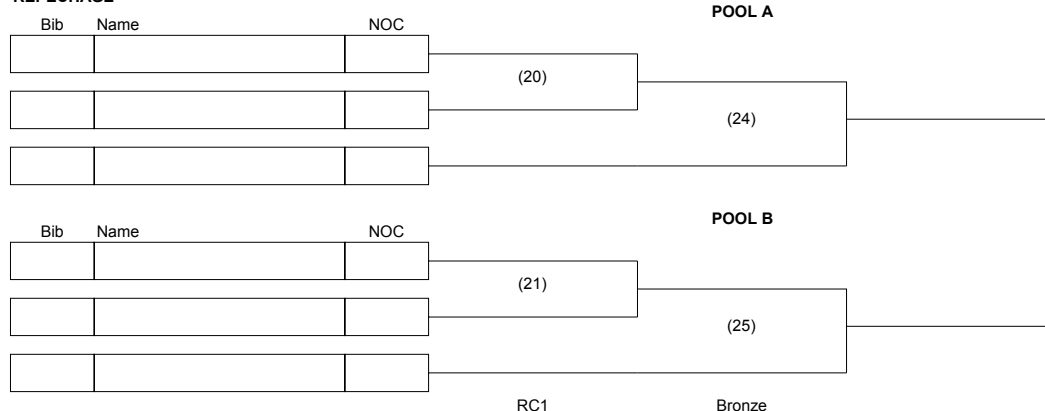 POOL A
Bib Name NOC
(20)
(24)
POOL B
Bib Name NOC
(21)
(25)
RC1 Bronze